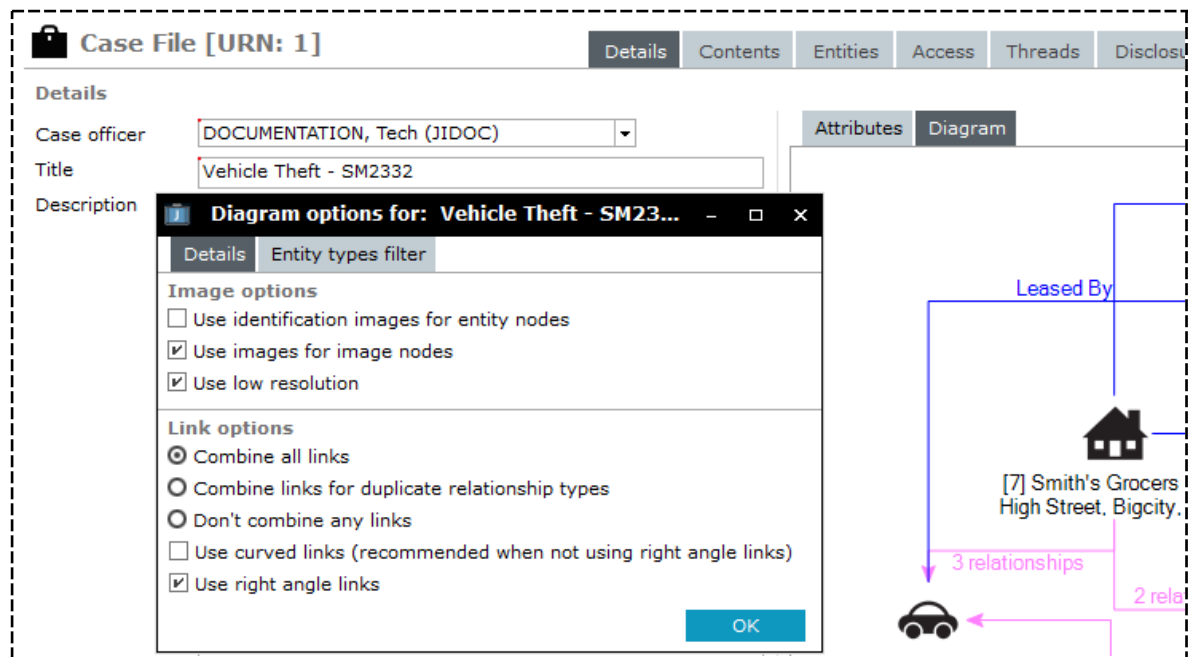 Case File [URN: 1]
Details Contents Entities Access Threads
Details
Case officer DOCUMENTATION, Tech (JIDOC)
Title Vehicle Theft - SM2332
Description
Attributes Diagram
Diagram options for: Vehicle Theft - SM23...
Details Entity types filter
Image options
Use identification images for entity nodes
Use images for image nodes
Use low resolution
Link options
Combine all links
Combine links for duplicate relationship types
Don't combine any links
Use curved links (recommended when not using right angle links)
Use right angle links
OK
Leased By
[7] Smith's Grocers
High Street, Bigcity,
3 relationships
2 rela